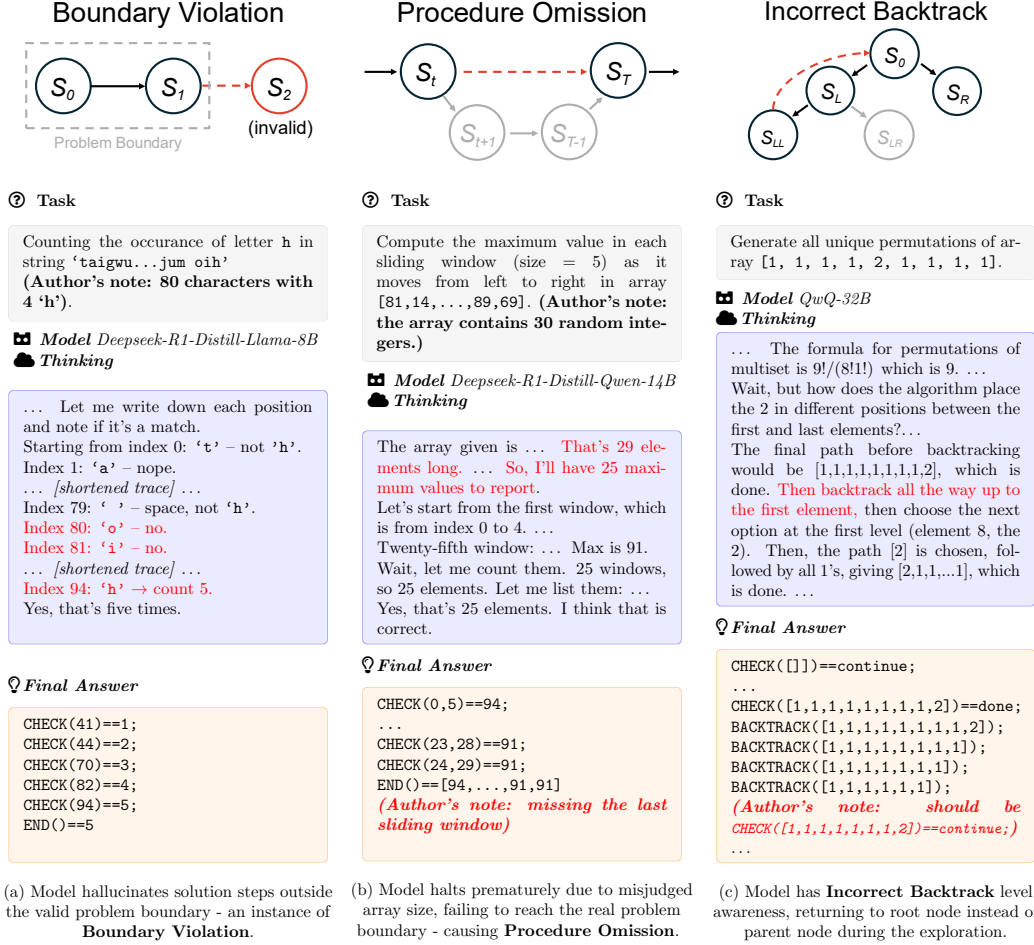 Boundary Violation
S0
S1
S2
(invalid)
Problem Boundary
Task
Counting the occurance of letter h in
string ‘taigwu...jum oih’
(Author's note: 80 characters with
4 ‘h’).
Model Deepseek-R1-Distill-Llama-8B
Thinking
... Let me write down each position
and note if it's a match.
Starting from index 0: ‘t’ – not ’h’.
Index 1: ‘a’ – nope.
... [shortened trace] ...
Index 79: ‘ ’ – space, not ‘h’.
Index 80: ‘o’ – no.
Index 81: ‘i’ – no.
... [shortened trace] ...
Index 94: ‘h’ → count 5.
Yes, that's five times.
Final Answer
CHECK(41)==1;
CHECK(44)==2;
CHECK(70)==3;
CHECK(82)==4;
CHECK(94)==5;
END()==5
(a) Model hallucinates solution steps outside
the valid problem boundary - an instance of
Boundary Violation.
Procedure Omission
St
ST
St+1
ST-1
Task
Compute the maximum value in each
sliding window (size = 5) as it
moves from left to right in array
[81,14,...,89,69]. (Author's note:
the array contains 30 random inte-
gers.)
Model Deepseek-R1-Distill-Qwen-14B
Thinking
The array given is ... That's 29 ele-
ments long. ... So, I'll have 25 maxi-
mum values to report.
Let's start from the first window, which
is from index 0 to 4. ...
Twenty-fifth window: ... Max is 91.
Wait, let me count them. 25 windows,
so 25 elements. Let me list them: ...
Yes, that's 25 elements. I think that is
correct.
Final Answer
CHECK(0,5)==94;
...
CHECK(23,28)==91;
CHECK(24,29)==91;
END()==[94,...,91,91]
(Author's note: missing the last
sliding window)
(b) Model halts prematurely due to misjudged
array size, failing to reach the real problem
boundary - causing Procedure Omission.
Incorrect Backtrack
S0
SL
SR
SLL
SLR
Task
Generate all unique permutations of ar-
ray [1, 1, 1, 1, 2, 1, 1, 1, 1].
Model QwQ-32B
Thinking
... The formula for permutations of
multiset is 9!/(8!1!) which is 9. ...
Wait, but how does the algorithm place
the 2 in different positions between the
first and last elements?...
The final path before backtracking
would be [1,1,1,1,1,1,1,1,2], which is
done. Then backtrack all the way up to
the first element, then choose the next
option at the first level (element 8, the
2). Then, the path [2] is chosen, follo-
wed by all 1's, giving [2,1,1,...1], which
is done. ...
Final Answer
CHECK([]])==continue;
...
CHECK([1,1,1,1,1,1,1,1,2])==done;
BACKTRACK([1,1,1,1,1,1,1,1,2]);
BACKTRACK([1,1,1,1,1,1,1,1]);
BACKTRACK([1,1,1,1,1,1,1]);
BACKTRACK([1,1,1,1,1,1]);
(Author's note: should be
CHECK([1,1,1,1,1,1,1,2])==continue;)
...
(c) Model has Incorrect Backtrack level
awareness, returning to root node instead of
parent node during the exploration.